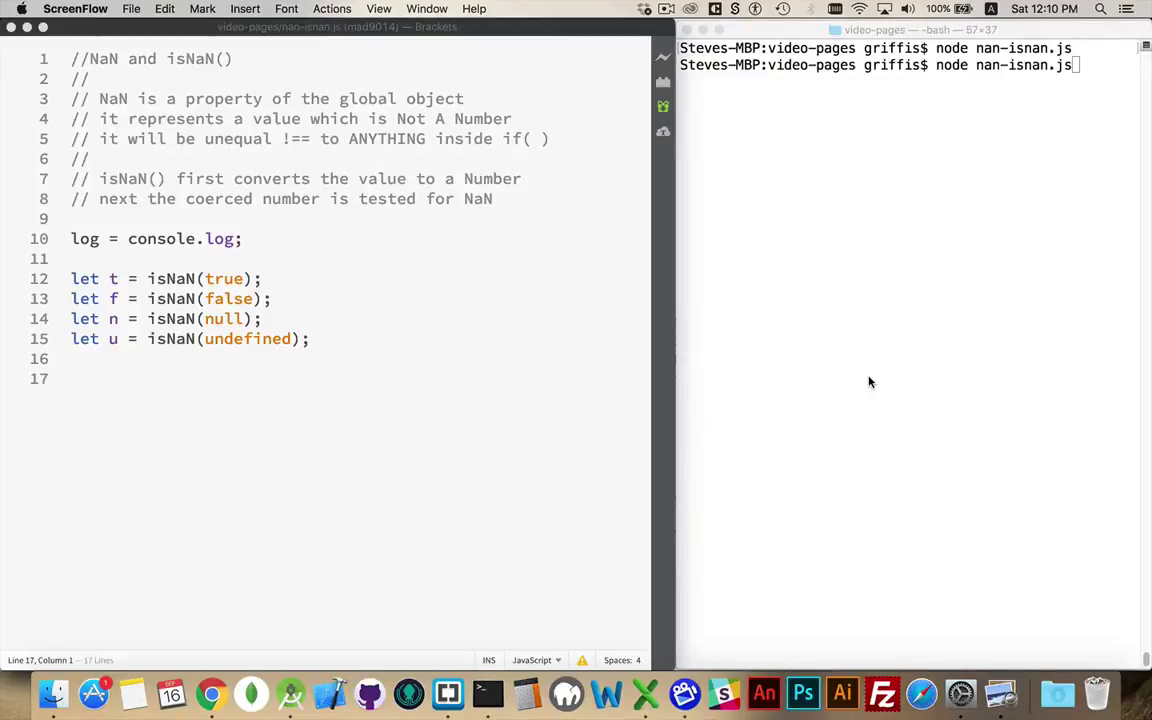 ScreenFlow File Edit Mark Insert Font Actions View Window Help 100% A Sat 12:10 PM
video-pages/nan-isnan.js (mad9014) — Brackets
video-pages — -bash — 57×37
1 //NaN and isNaN()
2 //
3 // NaN is a property of the global object
4 // it represents a value which is Not A Number
5 // it will be unequal !== to ANYTHING inside if( )
6 //
7 // isNaN() first converts the value to a Number
8 // next the coerced number is tested for NaN
9
10 log = console.log;
11
12 let t = isNaN(true);
13 let f = isNaN(false);
14 let n = isNaN(null);
15 let u = isNaN(undefined);
16
17
Steves-MBP:video-pages griffis$ node nan-isnan.js
Steves-MBP:video-pages griffis$ node nan-isnan.js
Line 17, Column 1 — 17 Lines INS JavaScript Spaces: 4
1 SEP 16 W X S An Ps Ai Fz